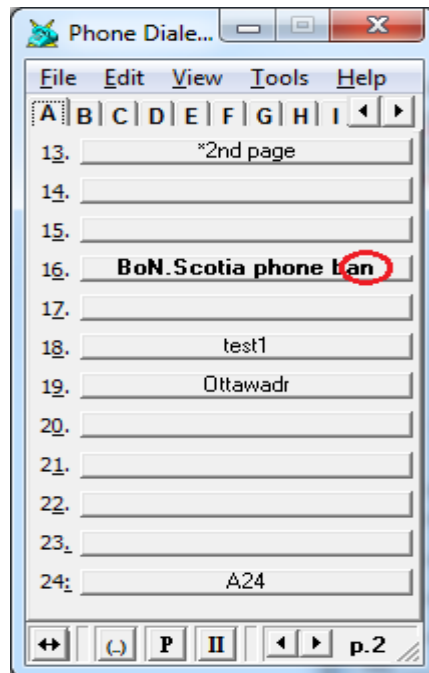 Phone Diale...
File Edit View Tools Help
A B C D E F G H I
13. *2nd page
14.
15.
16. BoN.Scotia phone ban
17.
18. test1
19. Ottawadr
20.
21.
22.
23.
24: A24
(..) P II p.2